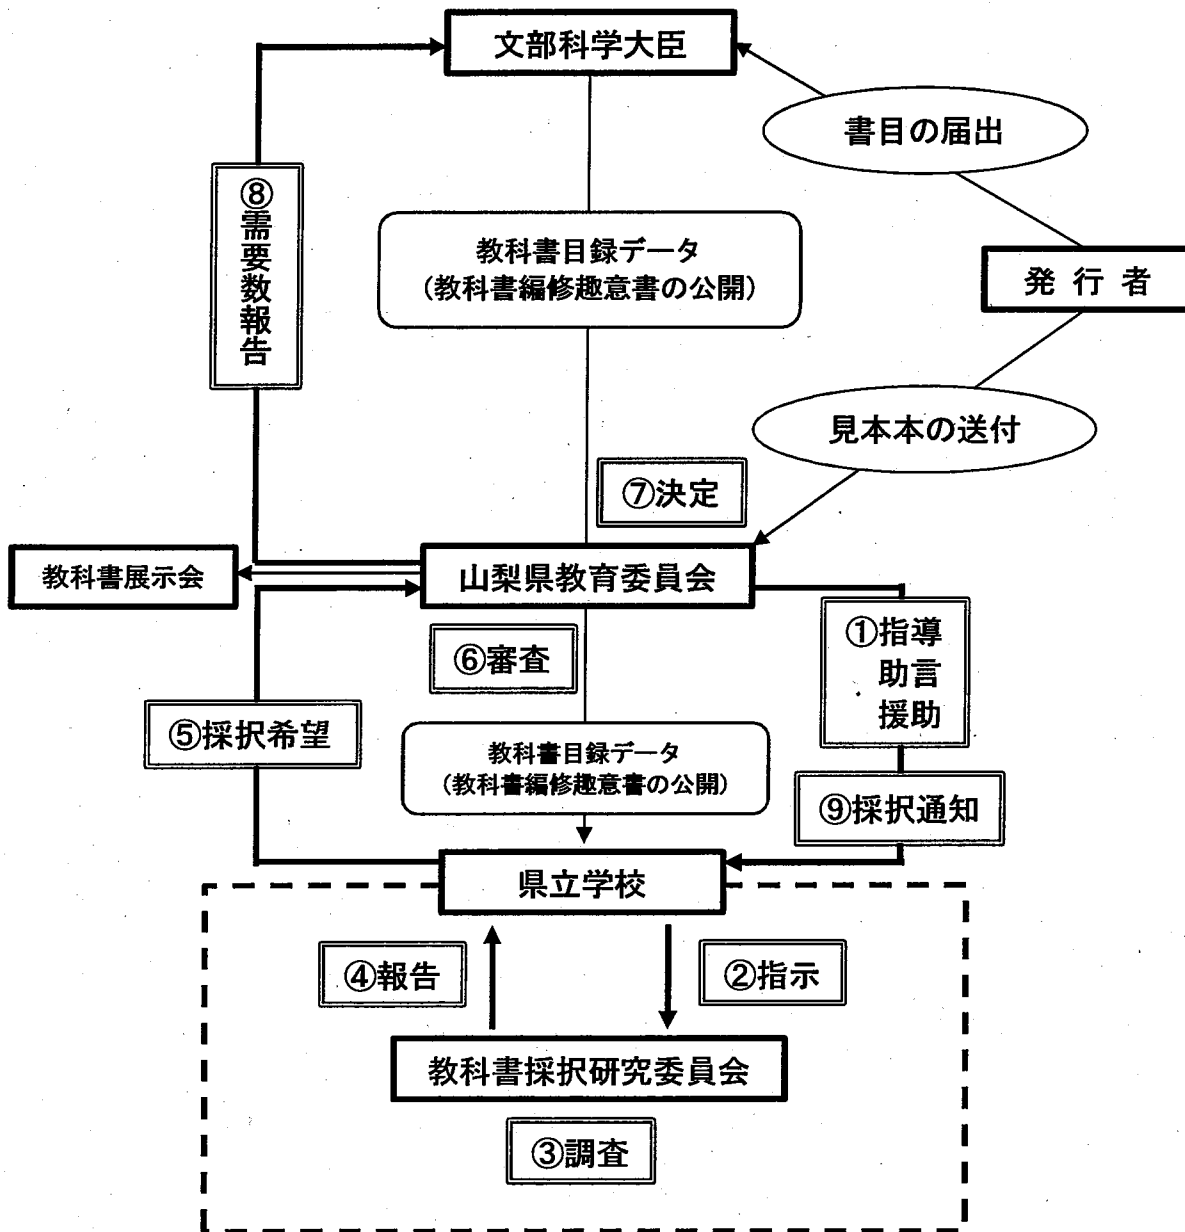 文部科学大臣
書目の届出
⑧需要数報告
教科書目録データ
(教科書編修趣意書の公開)
発行者
見本本の送付
⑦決定
教科書展示会
山梨県教育委員会
①指導
助言
援助
⑥審査
⑤採択希望
教科書目録データ
(教科書編修趣意書の公開)
⑨採択通知
県立学校
④報告
②指示
教科書採択研究委員会
③調査